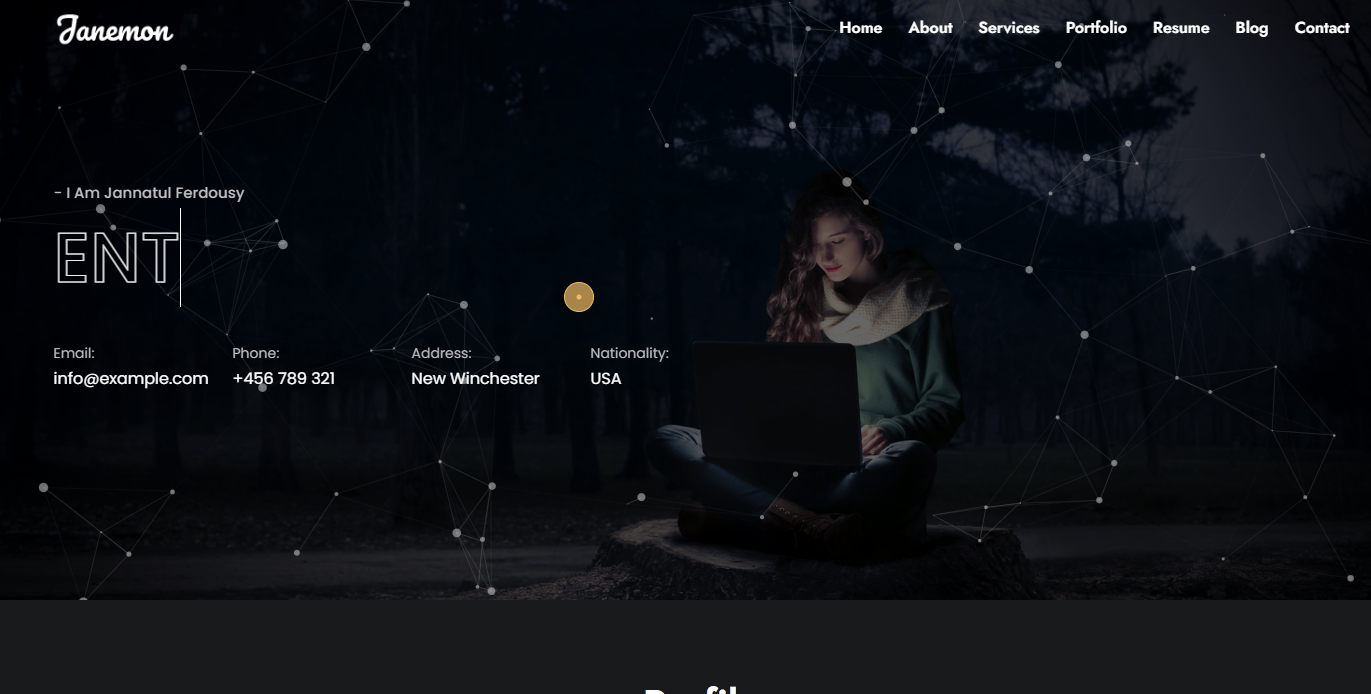 Janemon
Home About Services Portfolio Resume Blog Contact
- I Am Jannatul Ferdousy
ENT
Email: Phone: Address: Nationality:
info@example.com +456 789 321 New Winchester USA